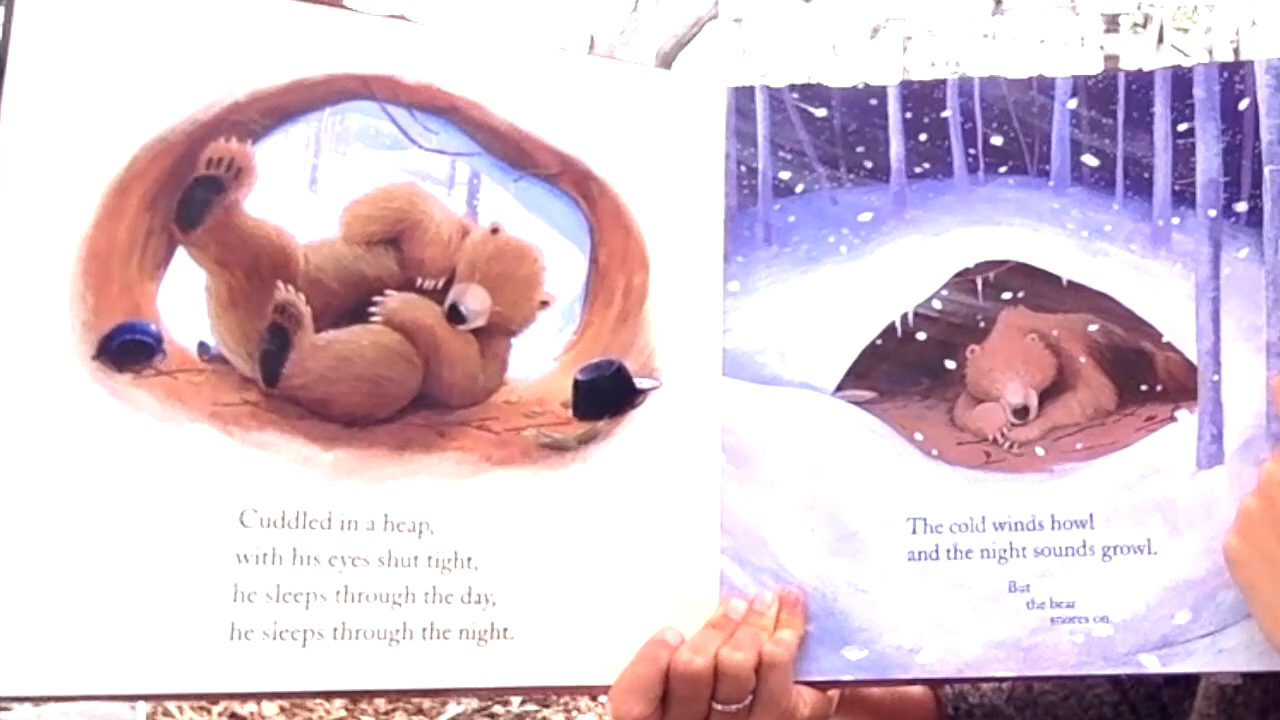 Cuddled in a heap,
with his eyes shut tight,
he sleeps through the day,
he sleeps through the night.
The cold winds howl
and the night sounds growl.
But
the bear
snores on.